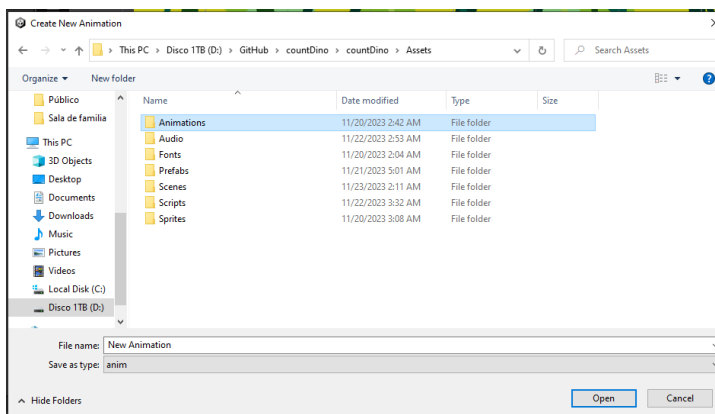 Create New Animation
This PC > Disco 1TB (D:) > GitHub > countDino > countDino > Assets
Search Assets
Organize
New folder
Público
Sala de familia
This PC
3D Objects
Desktop
Documents
Downloads
Music
Pictures
Videos
Local Disk (C:)
Disco 1TB (D:)
Name Date modified Type Size
Animations 11/20/2023 2:42 AM File folder
Audio 11/22/2023 2:53 AM File folder
Fonts 11/20/2023 2:04 AM File folder
Prefabs 11/21/2023 5:01 AM File folder
Scenes 11/23/2023 2:11 AM File folder
Scripts 11/22/2023 3:32 AM File folder
Sprites 11/20/2023 3:08 AM File folder
File name: New Animation
Save as type: anim
Hide Folders
Open
Cancel